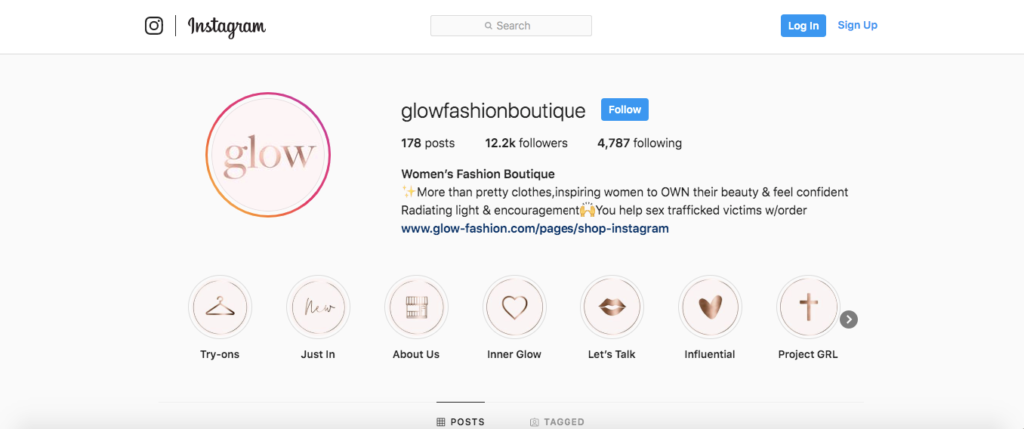 Instagram
Search
Log In
Sign Up
glow
glowfashionboutique
Follow
178 posts 12.2k followers 4,787 following
Women's Fashion Boutique
✨More than pretty clothes,inspiring women to OWN their beauty & feel confident
Radiating light & encouragement🙌You help sex trafficked victims w/order
www.glow-fashion.com/pages/shop-instagram
New
Try-ons Just In About Us Inner Glow Let's Talk Influential Project GRL
POSTS TAGGED